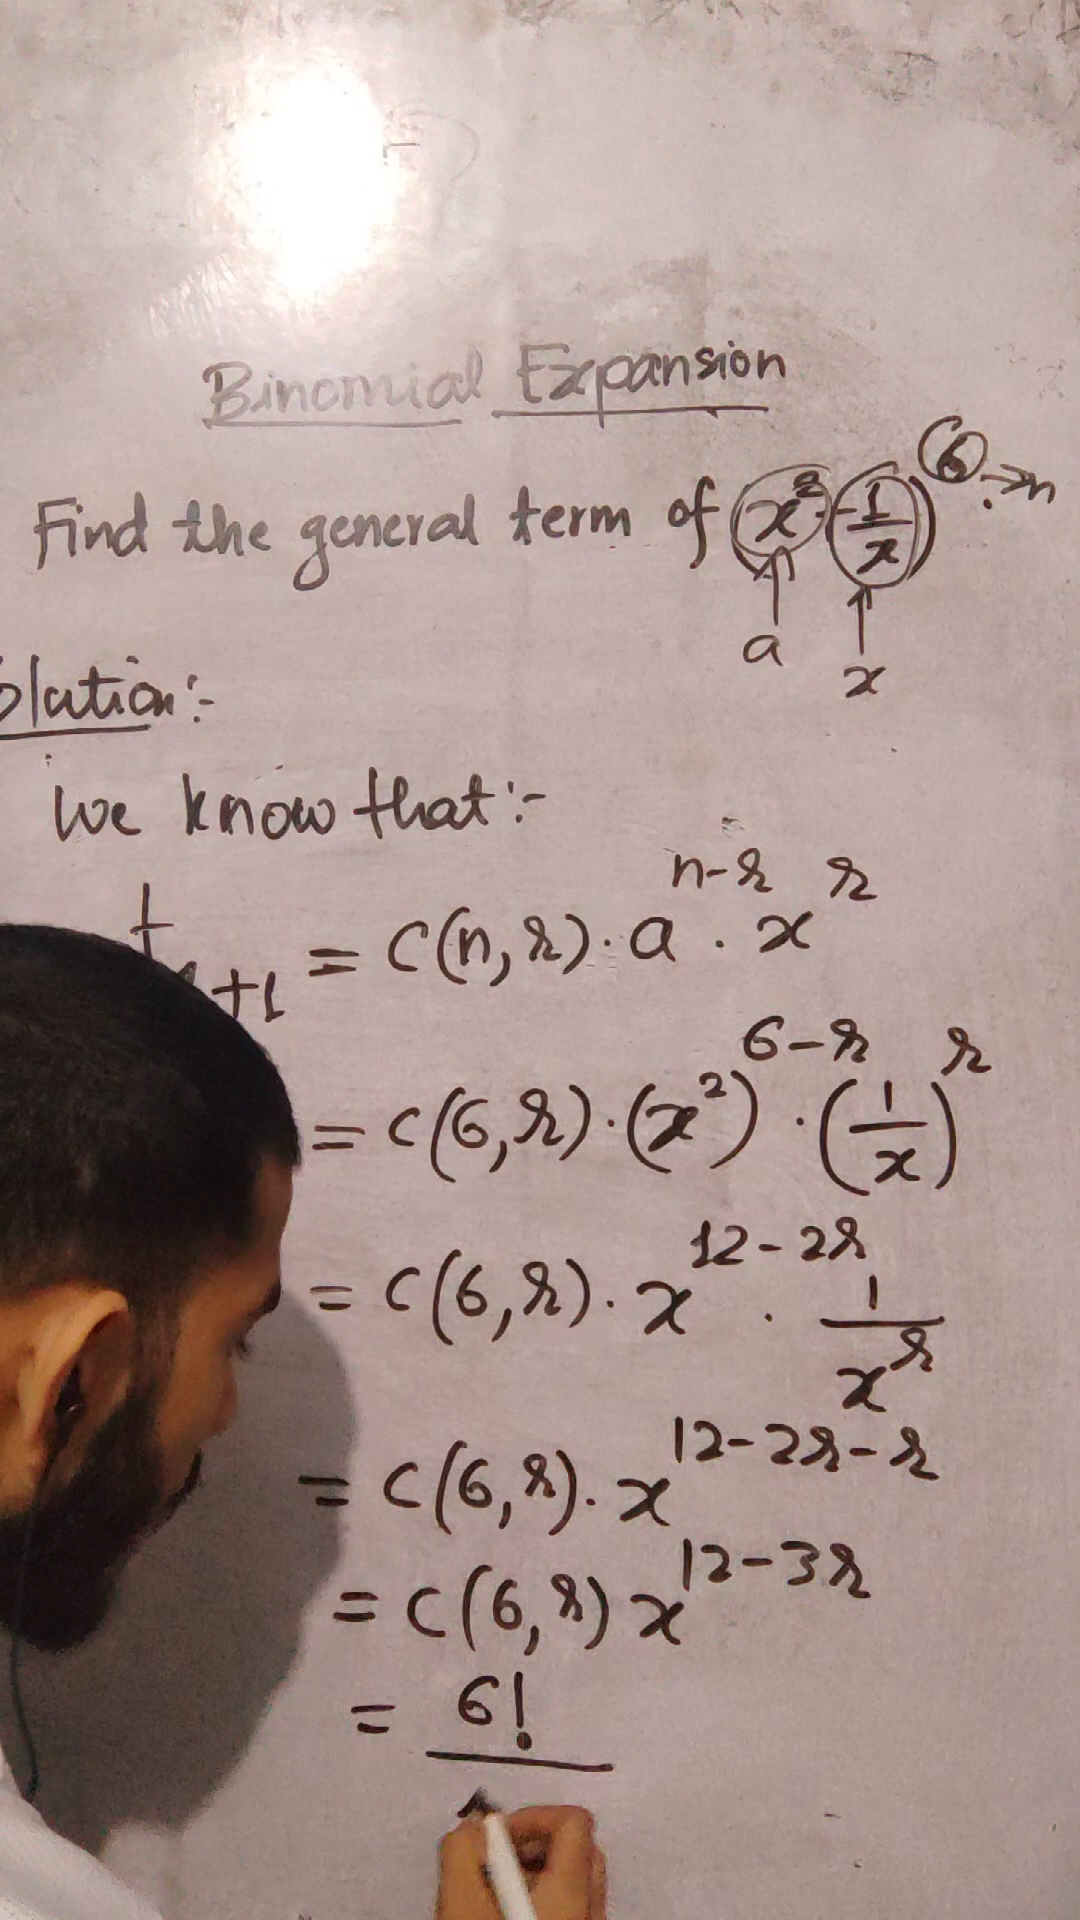 Binomial Expansion
Find the general term of (x² - 1/x)⁶ → n
a
x
olution:-
we know that:-
t +1 = C(n,r)·a^(n-r)·x^r
= C(6,r)·(x²)^(6-r)·(1/x)^r
= C(6,r)·x^(12-2r)·1/x^r
= C(6,r)·x^(12-2r-r)
= C(6,r)x^(12-3r)
= 6!